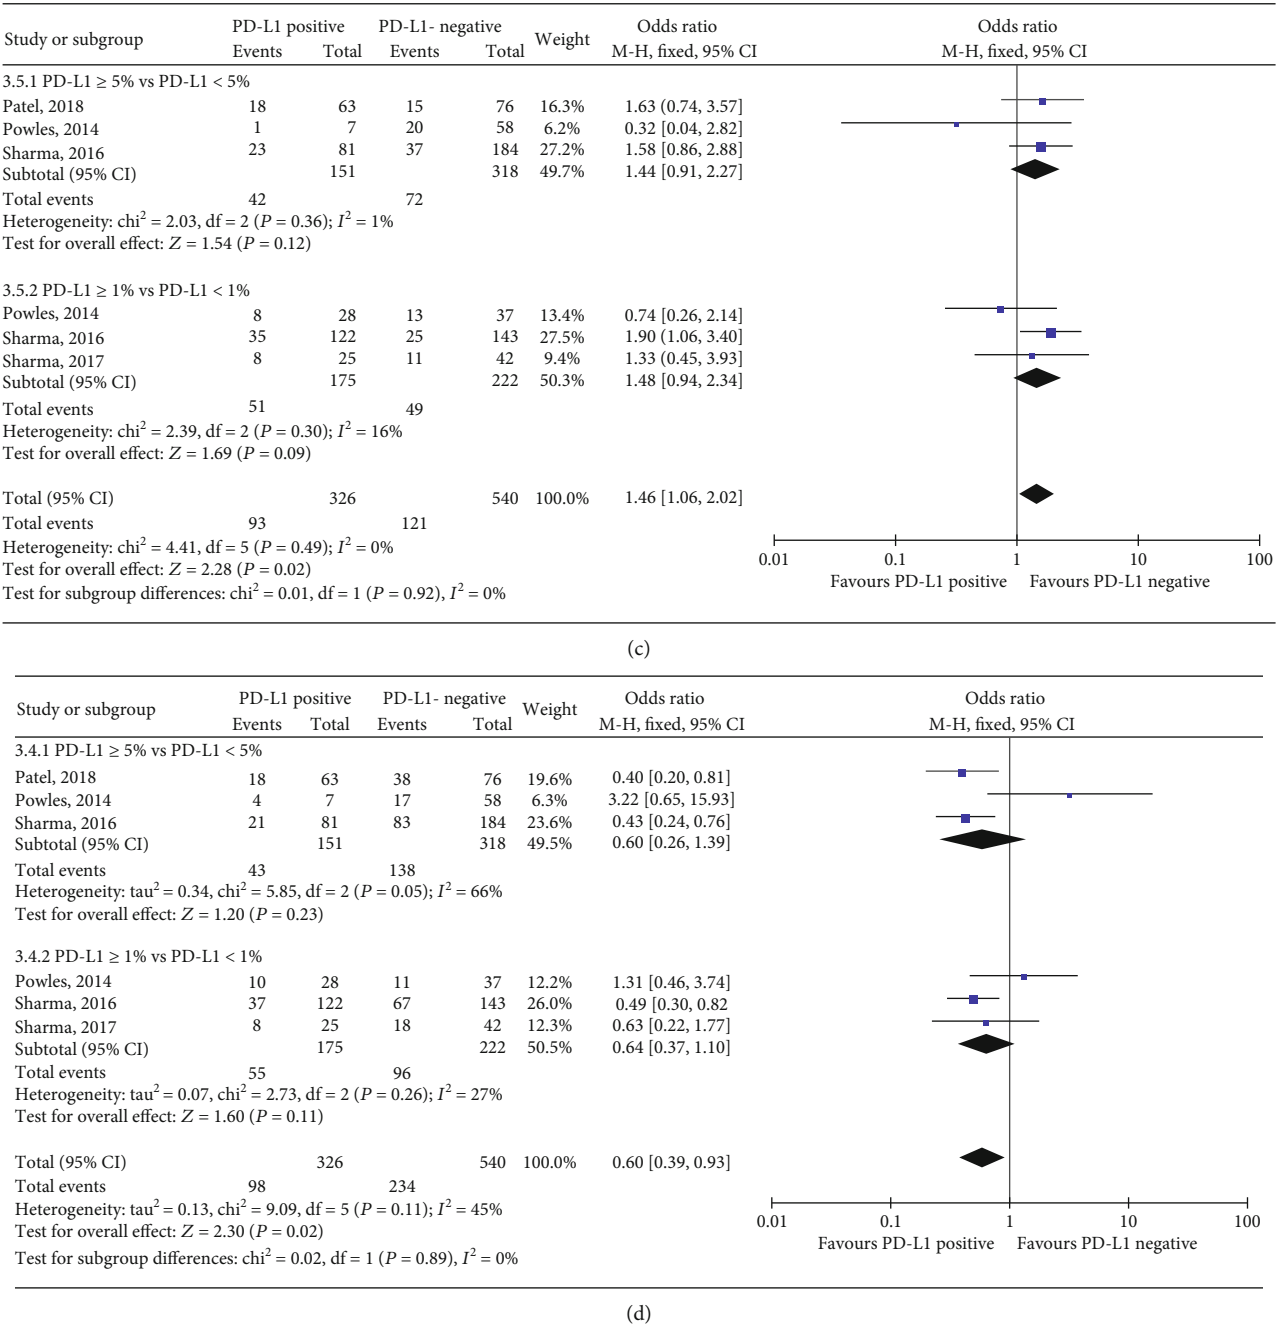 Study or subgroup PD-L1 positive PD-L1- negative Weight Odds ratio Odds ratio
Events Total Events Total M-H, fixed, 95% CI M-H, fixed, 95% CI
3.5.1 PD-L1 ≥ 5% vs PD-L1 < 5%
Patel, 2018 18 63 15 76 16.3% 1.63 (0.74, 3.57]
Powles, 2014 1 7 20 58 6.2% 0.32 [0.04, 2.82]
Sharma, 2016 23 81 37 184 27.2% 1.58 [0.86, 2.88]
Subtotal (95% CI) 151 318 49.7% 1.44 [0.91, 2.27]
Total events 42 72
Heterogeneity: chi² = 2.03, df = 2 (P = 0.36); I² = 1%
Test for overall effect: Z = 1.54 (P = 0.12)
3.5.2 PD-L1 ≥ 1% vs PD-L1 < 1%
Powles, 2014 8 28 13 37 13.4% 0.74 [0.26, 2.14]
Sharma, 2016 35 122 25 143 27.5% 1.90 (1.06, 3.40]
Sharma, 2017 8 25 11 42 9.4% 1.33 (0.45, 3.93]
Subtotal (95% CI) 175 222 50.3% 1.48 [0.94, 2.34]
Total events 51 49
Heterogeneity: chi² = 2.39, df = 2 (P = 0.30); I² = 16%
Test for overall effect: Z = 1.69 (P = 0.09)
Total (95% CI) 326 540 100.0% 1.46 [1.06, 2.02]
Total events 93 121
Heterogeneity: chi² = 4.41, df = 5 (P = 0.49); I² = 0%
Test for overall effect: Z = 2.28 (P = 0.02)
Test for subgroup differences: chi² = 0.01, df = 1 (P = 0.92), I² = 0%
0.01 0.1 1 10 100
Favours PD-L1 positive Favours PD-L1 negative
(c)
Study or subgroup PD-L1 positive PD-L1- negative Weight Odds ratio Odds ratio
Events Total Events Total M-H, fixed, 95% CI M-H, fixed, 95% CI
3.4.1 PD-L1 ≥ 5% vs PD-L1 < 5%
Patel, 2018 18 63 38 76 19.6% 0.40 [0.20, 0.81]
Powles, 2014 4 7 17 58 6.3% 3.22 [0.65, 15.93]
Sharma, 2016 21 81 83 184 23.6% 0.43 [0.24, 0.76]
Subtotal (95% CI) 151 318 49.5% 0.60 [0.26, 1.39]
Total events 43 138
Heterogeneity: tau² = 0.34, chi² = 5.85, df = 2 (P = 0.05); I² = 66%
Test for overall effect: Z = 1.20 (P = 0.23)
3.4.2 PD-L1 ≥ 1% vs PD-L1 < 1%
Powles, 2014 10 28 11 37 12.2% 1.31 [0.46, 3.74]
Sharma, 2016 37 122 67 143 26.0% 0.49 [0.30, 0.82
Sharma, 2017 8 25 18 42 12.3% 0.63 [0.22, 1.77]
Subtotal (95% CI) 175 222 50.5% 0.64 [0.37, 1.10]
Total events 55 96
Heterogeneity: tau² = 0.07, chi² = 2.73, df = 2 (P = 0.26); I² = 27%
Test for overall effect: Z = 1.60 (P = 0.11)
Total (95% CI) 326 540 100.0% 0.60 [0.39, 0.93]
Total events 98 234
Heterogeneity: tau² = 0.13, chi² = 9.09, df = 5 (P = 0.11); I² = 45%
Test for overall effect: Z = 2.30 (P = 0.02)
Test for subgroup differences: chi² = 0.02, df = 1 (P = 0.89), I² = 0%
0.01 0.1 1 10 100
Favours PD-L1 positive Favours PD-L1 negative
(d)